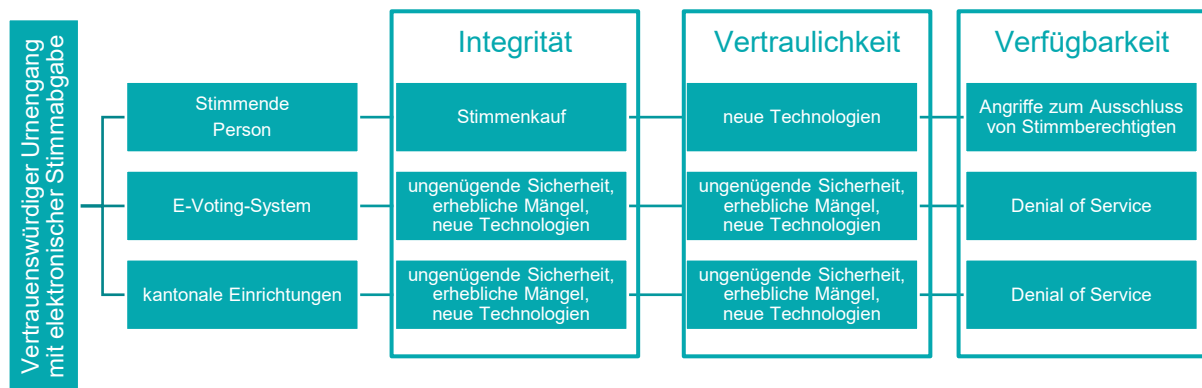 Vertrauenswürdiger Urnengang
mit elektronischer Stimmabgabe
Integrität
Vertraulichkeit
Verfügbarkeit
Stimmende
Person
Stimmenkauf
neue Technologien
Angriffe zum Ausschluss
von Stimmberechtigten
E-Voting-System
ungenügende Sicherheit,
erhebliche Mängel,
neue Technologien
ungenügende Sicherheit,
erhebliche Mängel,
neue Technologien
Denial of Service
kantonale Einrichtungen
ungenügende Sicherheit,
erhebliche Mängel,
neue Technologien
ungenügende Sicherheit,
erhebliche Mängel,
neue Technologien
Denial of Service